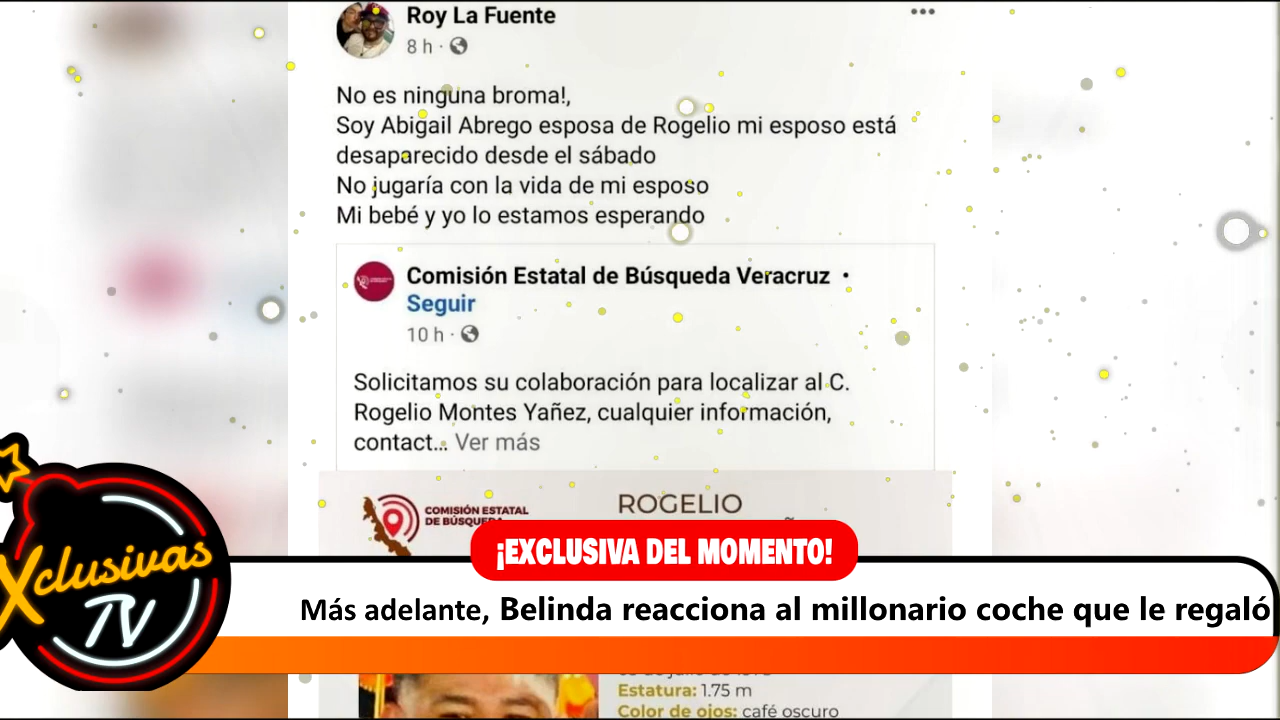 Roy La Fuente
8 h ·
No es ninguna broma!,
Soy Abigail Abrego esposa de Rogelio mi esposo está
desaparecido desde el sábado
No jugaría con la vida de mi esposo
Mi bebé y yo lo estamos esperando
Comisión Estatal de Búsqueda Veracruz ·
Seguir
10 h ·
Solicitamos su colaboración para localizar al C.
Rogelio Montes Yañez, cualquier información,
contact... Ver más
COMISIÓN ESTATAL
DE BÚSQUEDA
ROGELIO
¡EXCLUSIVA DEL MOMENTO!
Xclusivas
TV
Más adelante, Belinda reacciona al millonario coche que le regaló
Estatura: 1.75 m
Color de ojos: café oscuro